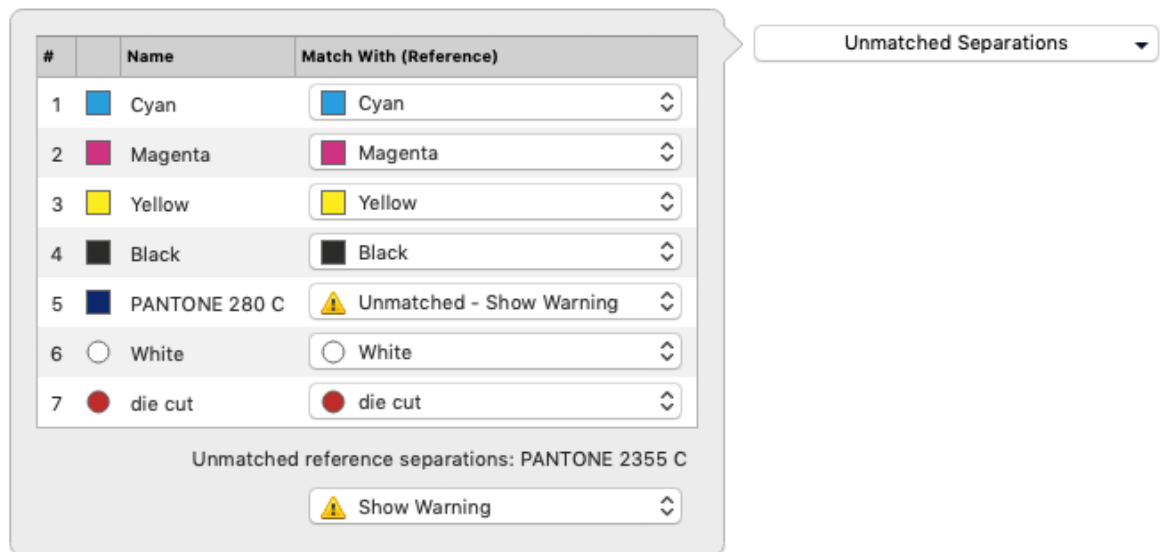 Unmatched Separations
# Name Match With (Reference)
1 Cyan Cyan
2 Magenta Magenta
3 Yellow Yellow
4 Black Black
5 PANTONE 280 C Unmatched - Show Warning
6 White White
7 die cut die cut
Unmatched reference separations: PANTONE 2355 C
Show Warning